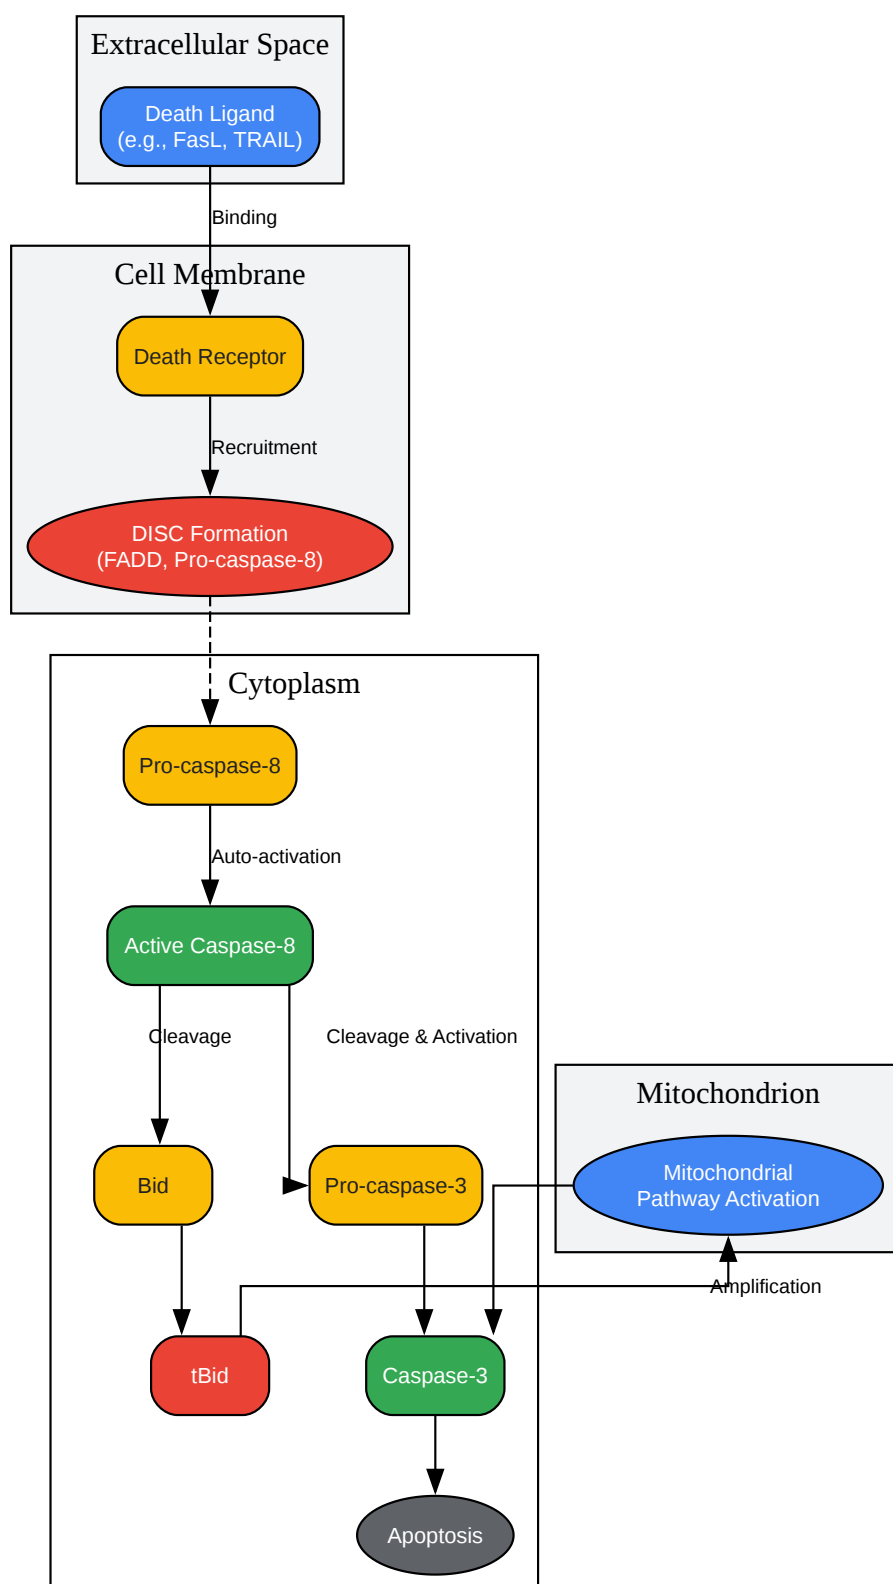 Extracellular Space
Death Ligand
(e.g., FasL, TRAIL)
Binding
Cell Membrane
Death Receptor
Recruitment
DISC Formation
(FADD, Pro-caspase-8)
Cytoplasm
Pro-caspase-8
Auto-activation
Active Caspase-8
Cleavage
Cleavage & Activation
Mitochondrion
Mitochondrial
Pathway Activation
Bid
Pro-caspase-3
Amplification
tBid
Caspase-3
Apoptosis